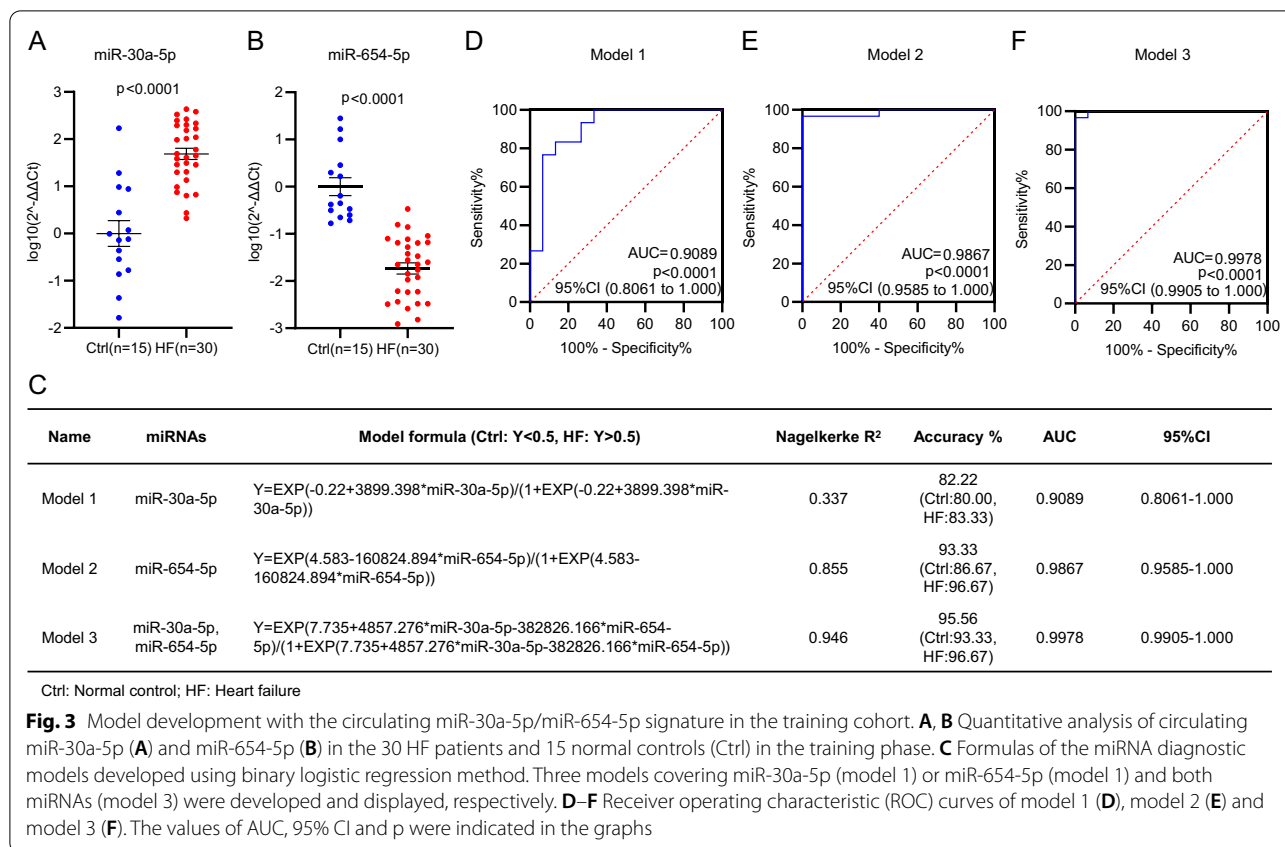 A
miR-30a-5p
p<0.0001
log10(2^-ΔΔCt)
3
2
1
0
-1
-2
Ctrl(n=15) HF(n=30)
B
miR-654-5p
p<0.0001
log10(2^-ΔΔCt)
2
1
0
-1
-2
-3
Ctrl(n=15) HF(n=30)
D
Model 1
Sensitivity%
100
80
60
40
20
0
AUC=0.9089
p<0.0001
95%CI (0.8061 to 1.000)
0 20 40 60 80 100
100% - Specificity%
E
Model 2
Sensitivity%
100
80
60
40
20
0
AUC=0.9867
p<0.0001
95%CI (0.9585 to 1.000)
0 20 40 60 80 100
100% - Specificity%
F
Model 3
Sensitivity%
100
80
60
40
20
0
AUC=0.9978
p<0.0001
95%CI (0.9905 to 1.000)
0 20 40 60 80 100
100% - Specificity%
C
Name miRNAs Model formula (Ctrl: Y<0.5, HF: Y>0.5) Nagelkerke R² Accuracy % AUC 95%CI
Model 1 miR-30a-5p Y=EXP(-0.22+3899.398*miR-30a-5p)/(1+EXP(-0.22+3899.398*miR-
30a-5p)) 0.337 82.22
(Ctrl:80.00,
HF:83.33) 0.9089 0.8061-1.000
Model 2 miR-654-5p Y=EXP(4.583-160824.894*miR-654-5p)/(1+EXP(4.583-
160824.894*miR-654-5p)) 0.855 93.33
(Ctrl:86.67,
HF:96.67) 0.9867 0.9585-1.000
Model 3 miR-30a-5p,
miR-654-5p Y=EXP(7.735+4857.276*miR-30a-5p-382826.166*miR-654-
5p)/(1+EXP(7.735+4857.276*miR-30a-5p-382826.166*miR-654-5p)) 0.946 95.56
(Ctrl:93.33,
HF:96.67) 0.9978 0.9905-1.000
Ctrl: Normal control; HF: Heart failure
Fig. 3 Model development with the circulating miR-30a-5p/miR-654-5p signature in the training cohort. A, B Quantitative analysis of circulating
miR-30a-5p (A) and miR-654-5p (B) in the 30 HF patients and 15 normal controls (Ctrl) in the training phase. C Formulas of the miRNA diagnostic
models developed using binary logistic regression method. Three models covering miR-30a-5p (model 1) or miR-654-5p (model 1) and both
miRNAs (model 3) were developed and displayed, respectively. D–F Receiver operating characteristic (ROC) curves of model 1 (D), model 2 (E) and
model 3 (F). The values of AUC, 95% CI and p were indicated in the graphs